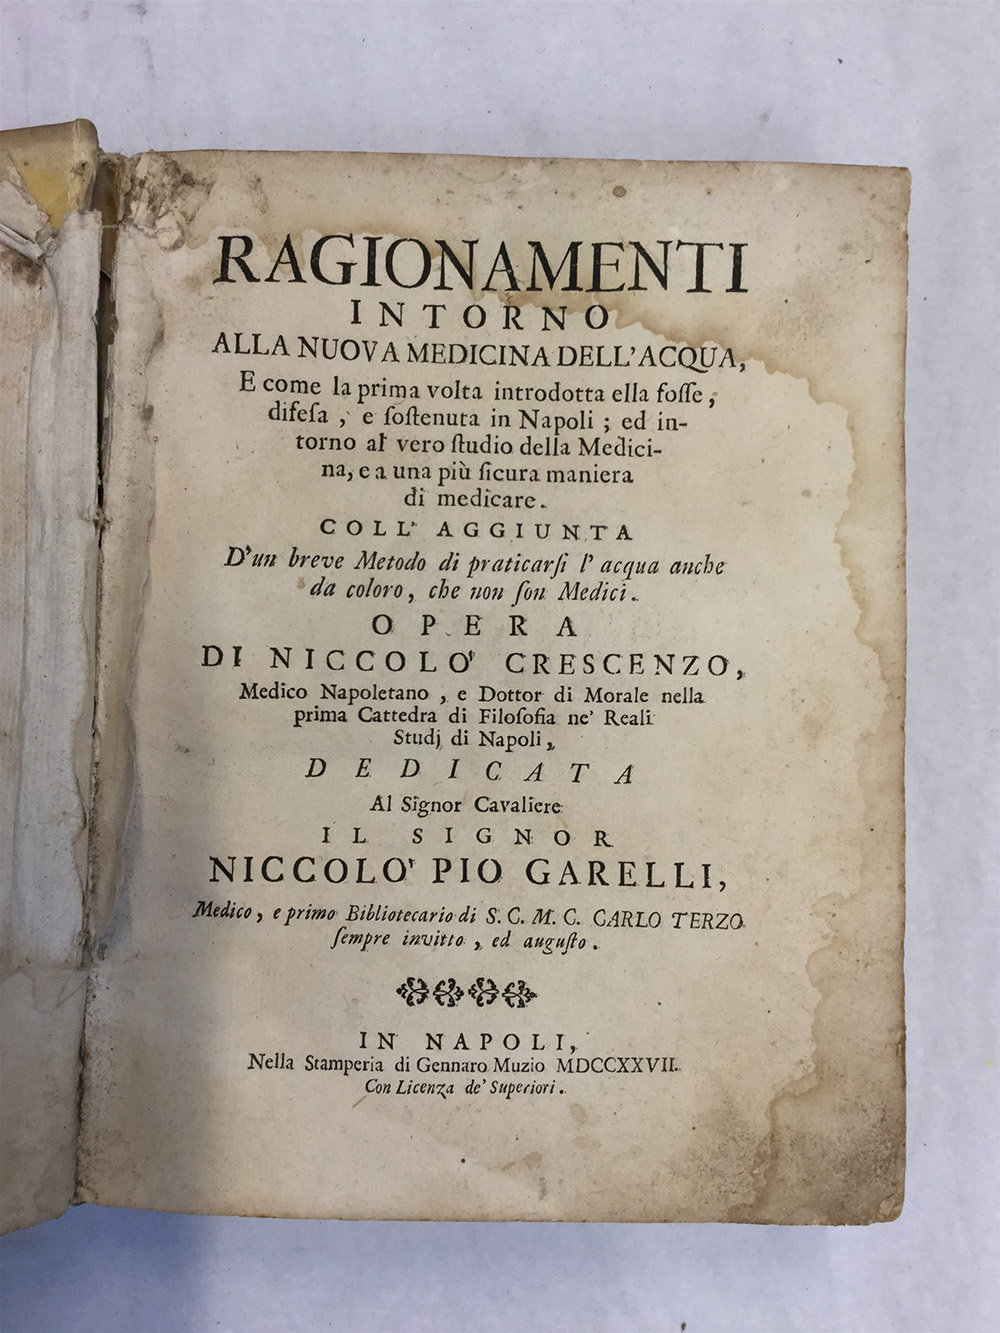 RAGIONAMENTI
INTORNO
ALLA NUOVA MEDICINA DELL'ACQUA,
E come la prima volta introdotta ella foſſe,
difeſa, e ſoſtenuta in Napoli; ed in-
torno al vero ſtudio della Medici-
na, e a una più ſicura maniera
di medicare.
COLL' AGGIUNTA
D'un breve Metodo di praticarſi l'acqua anche
da coloro, che non ſon Medici.
OPERA
DI NICCOLO' CRESCENZO,
Medico Napoletano, e Dottor di Morale nella
prima Cattedra di Filoſofia ne' Reali
Studj di Napoli,
DEDICATA
Al Signor Cavaliere
IL SIGNOR
NICCOLO' PIO GARELLI,
Medico, e primo Bibliotecario di S. C. M. C. CARLO TERZO
ſempre invitto, ed auguſto.
IN NAPOLI,
Nella Stamperia di Gennaro Muzio MDCCXXVII.
Con Licenza de' Superiori.